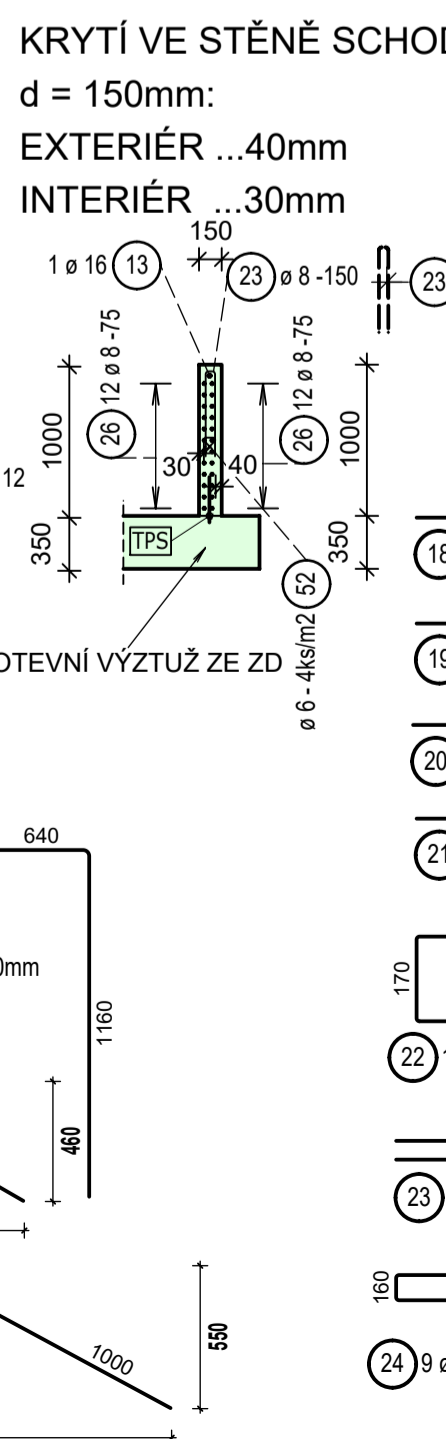 KRYTÍ VE STĚNĚ SCHOD
d = 150mm:
EXTERIÉR ...40mm
INTERIÉR ...30mm
150
1 ø 16 13
23 ø 8 -150
23
26 12 ø 8 -75
26 12 ø 8 -75
1000
1000
30
40
12
350
TPS
350
18
52
ø 6 - 4ks/m2
OTEVNÍ VÝZTUŽ ZE ZD
19
20
640
21
0mm
170
1160
22
460
23
160
550
1000
24 9 ø